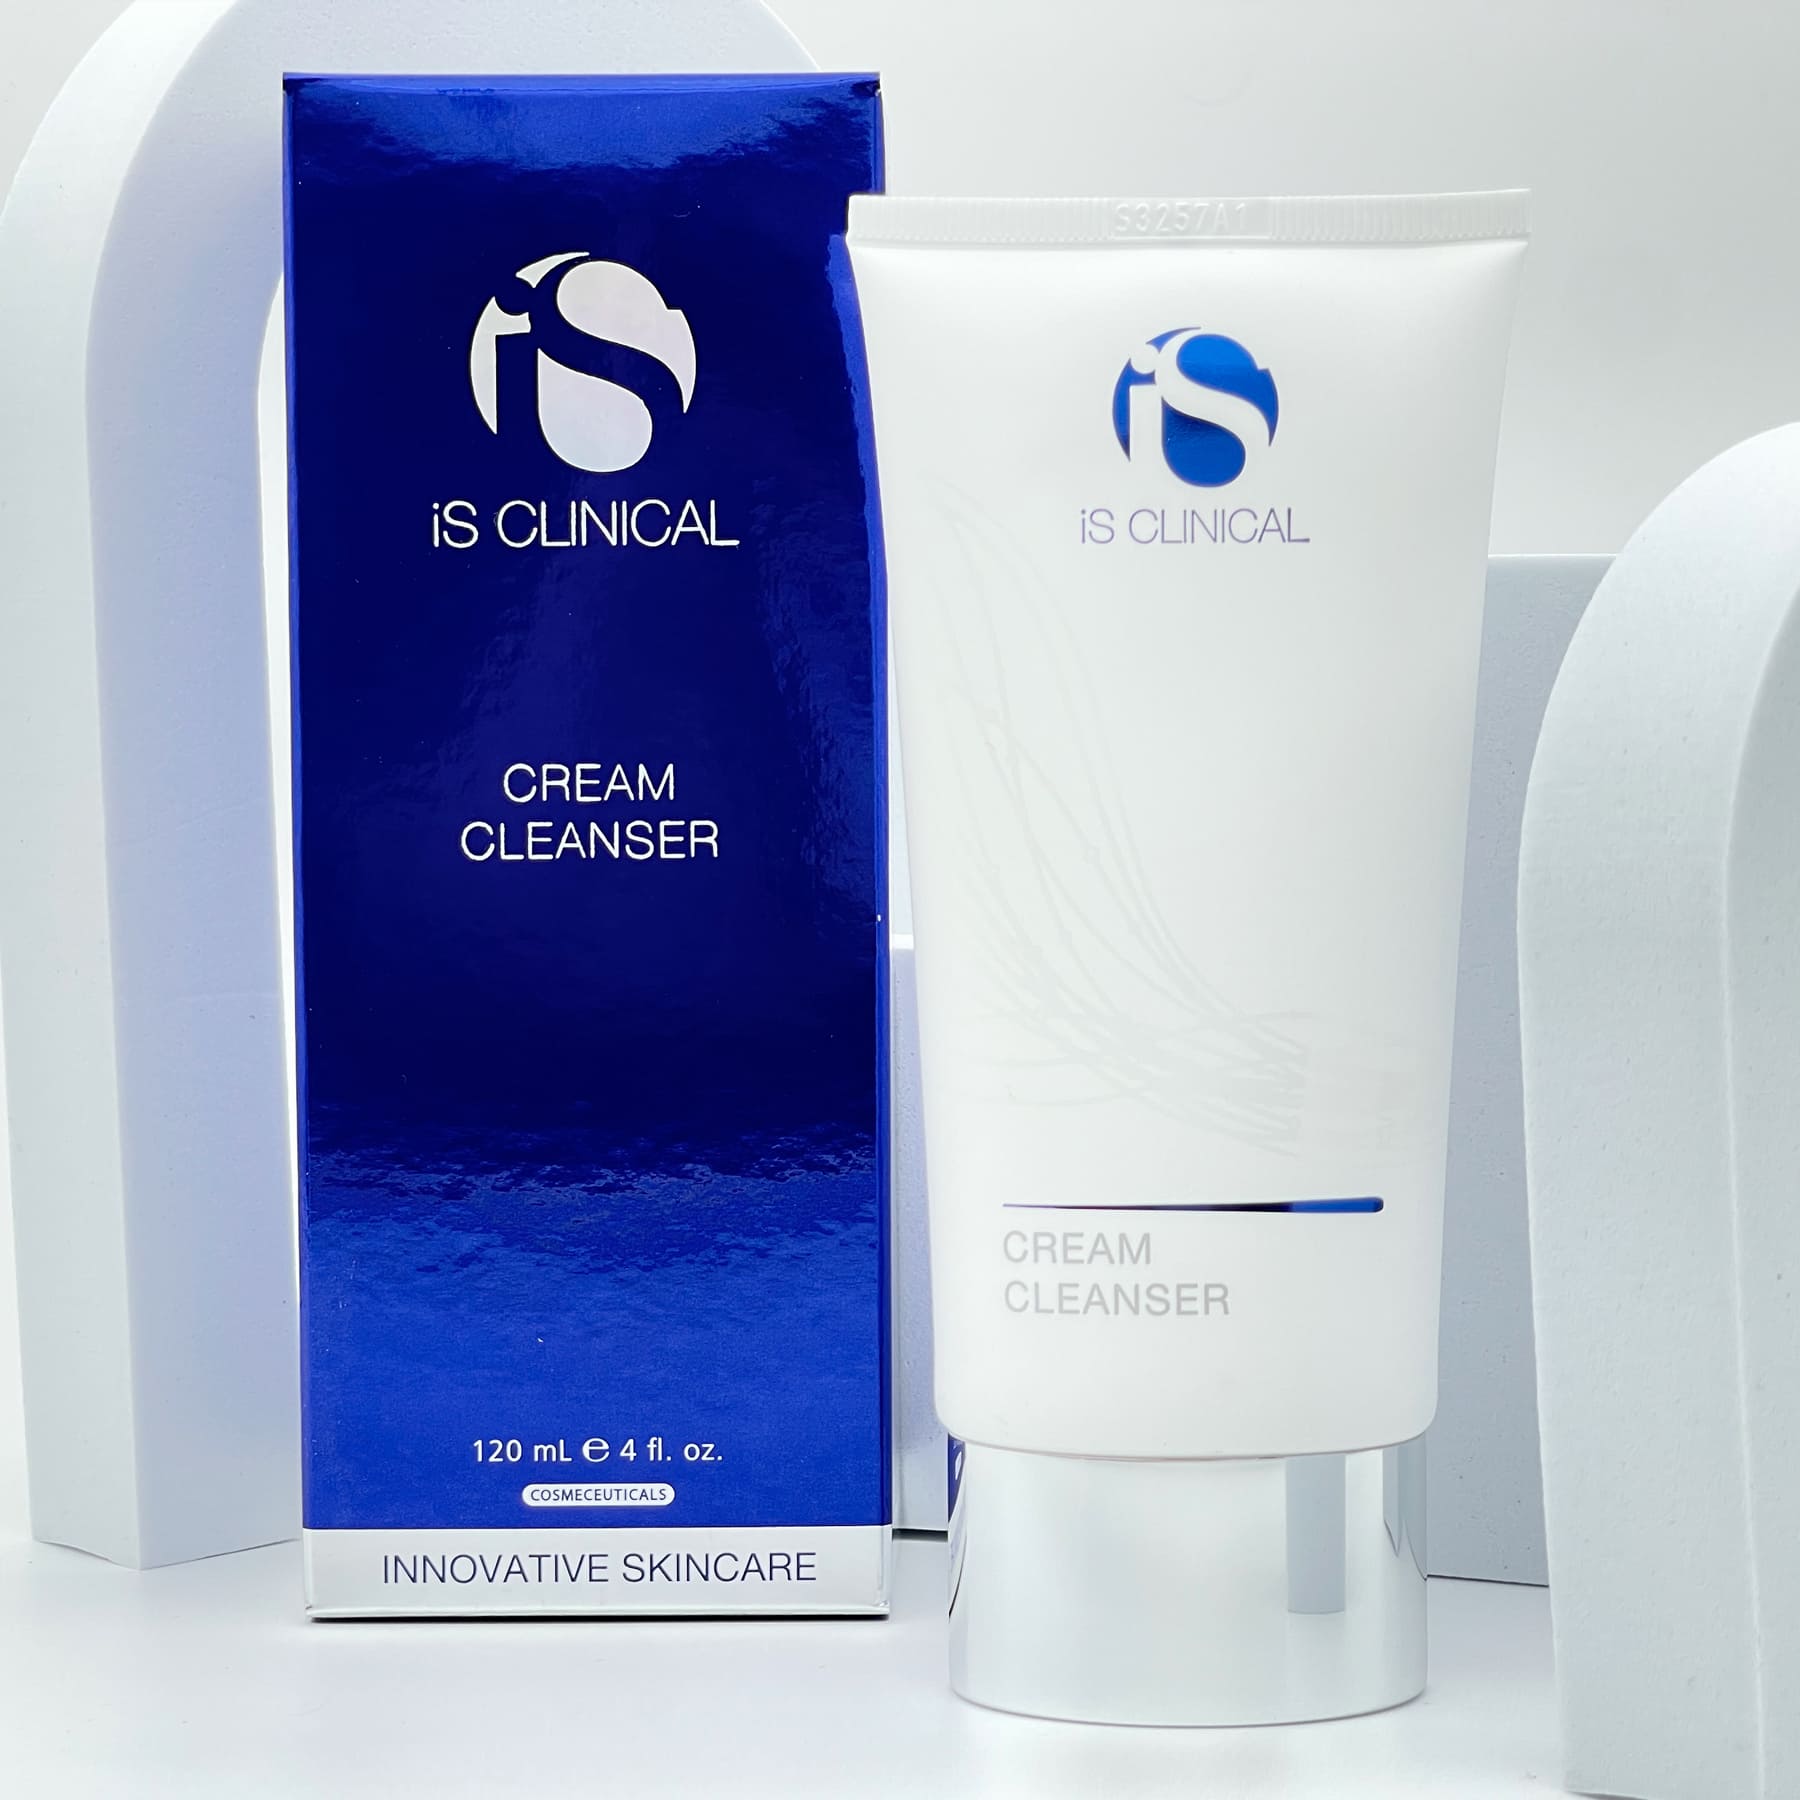 iS
iS CLINICAL
CREAM
CLEANSER
120 mL ℮ 4 fl. oz.
COSMECEUTICALS
INNOVATIVE SKINCARE
S3257A1
iS
iS CLINICAL
CREAM
CLEANSER